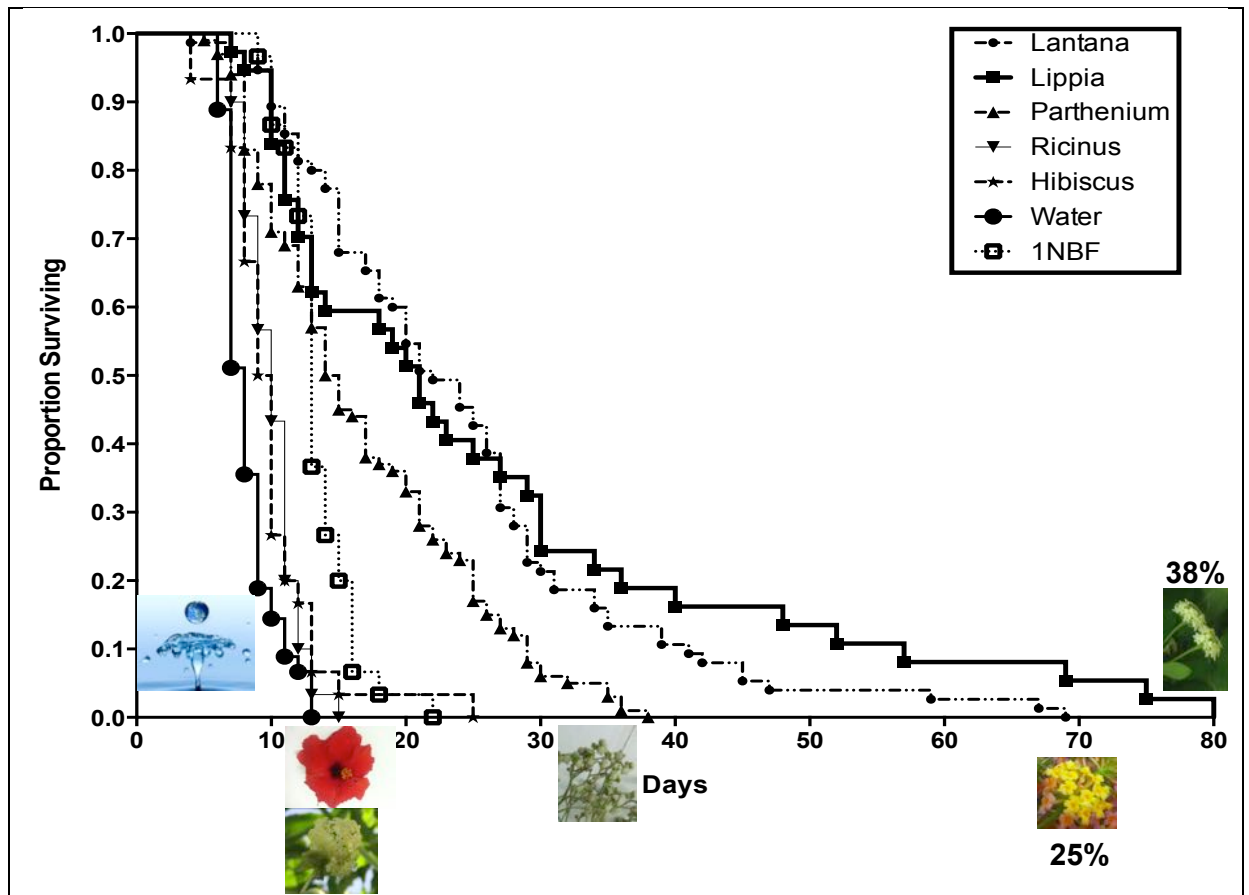 1.0
0.9
0.8
0.7
0.6
0.5
0.4
0.3
0.2
0.1
0.0
Proportion Surviving
Lantana
Lippia
Parthenium
Ricinus
Hibiscus
Water
1NBF
38%
0 10 20 30 40 50 60 70 80
Days
25%